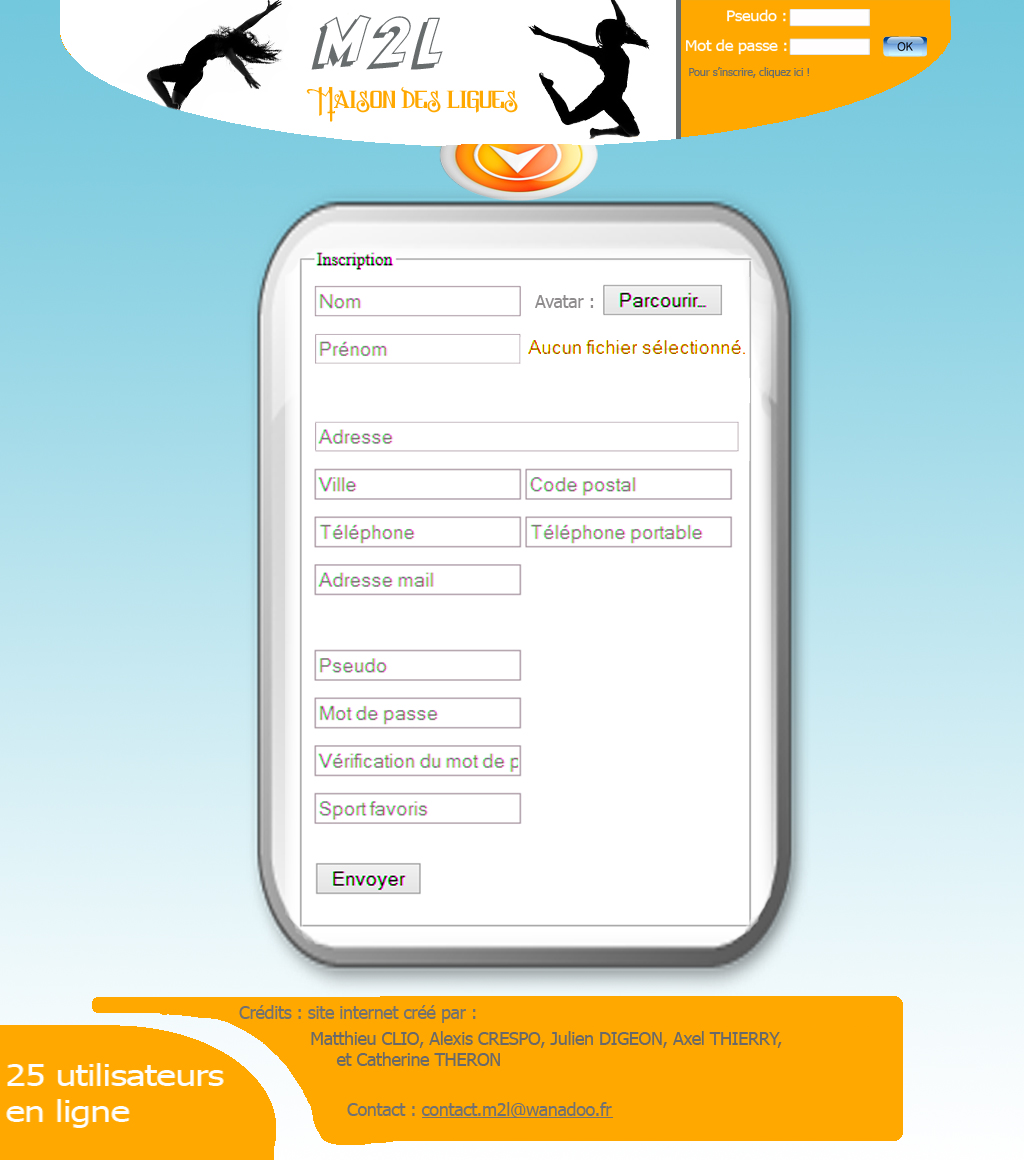 M2L
MAISON DES LIGUES
Pseudo :
Mot de passe :
OK
Pour s'inscrire, cliquez ici !
Inscription
Nom
Avatar :
Parcourir...
Prénom
Aucun fichier sélectionné.
Adresse
Ville
Code postal
Téléphone
Téléphone portable
Adresse mail
Pseudo
Mot de passe
Vérification du mot de p
Sport favoris
Envoyer
Crédits : site internet créé par :
Matthieu CLIO, Alexis CRESPO, Julien DIGEON, Axel THIERRY,
et Catherine THERON
Contact : contact.m2l@wanadoo.fr
25 utilisateurs
en ligne